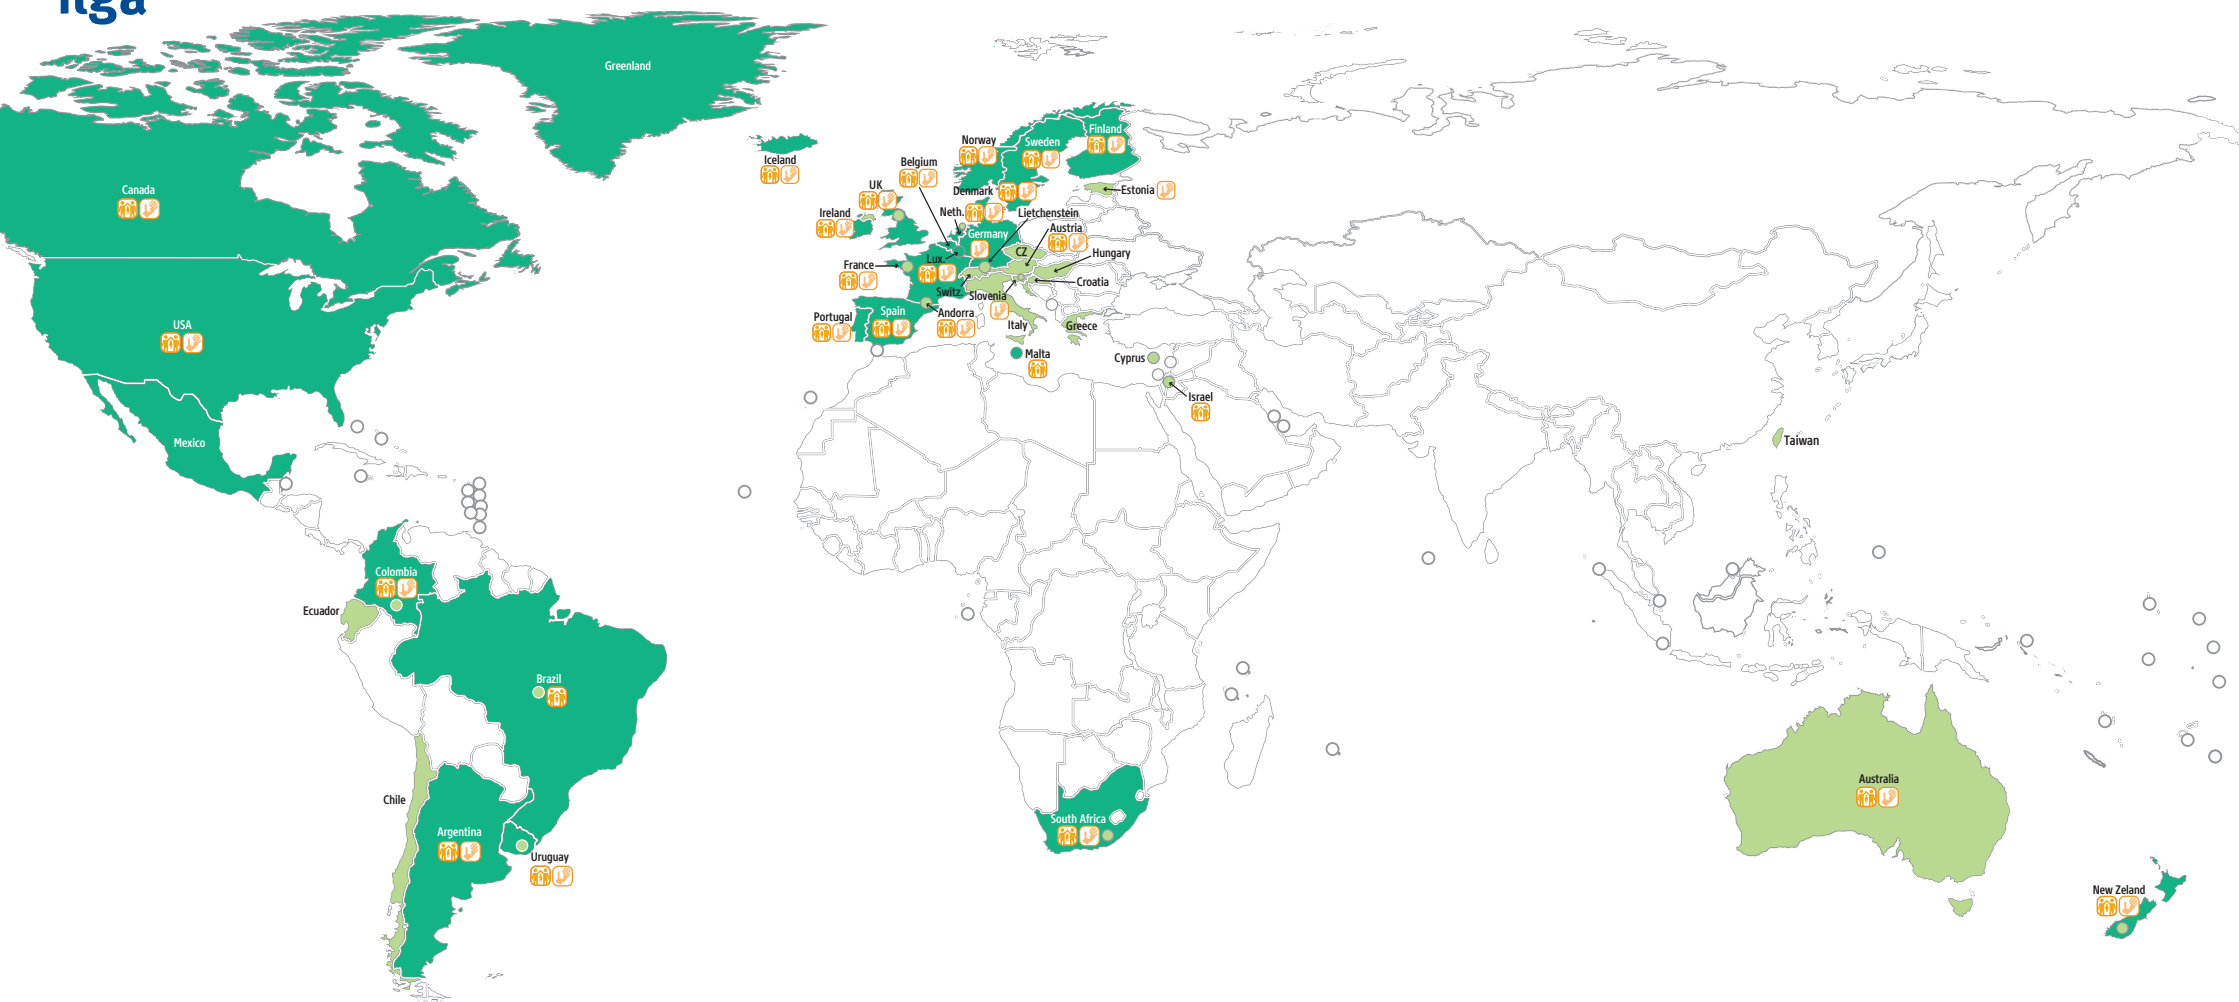 ilga
Greenland
Canada
Iceland
Norway
Sweden
Finland
Belgium
UK
Denmark
Estonia
Ireland
Neth.
Lietchenstein
Germany
Austria
CZ
Hungary
France
Lux.
Croatia
Switz.
Slovenia
Andorra
Portugal
Spain
Italy
Greece
USA
Malta
Cyprus
Israel
Mexico
Taiwan
Colombia
Ecuador
Brazil
Chile
Argentina
Uruguay
South Africa
Australia
New Zeland